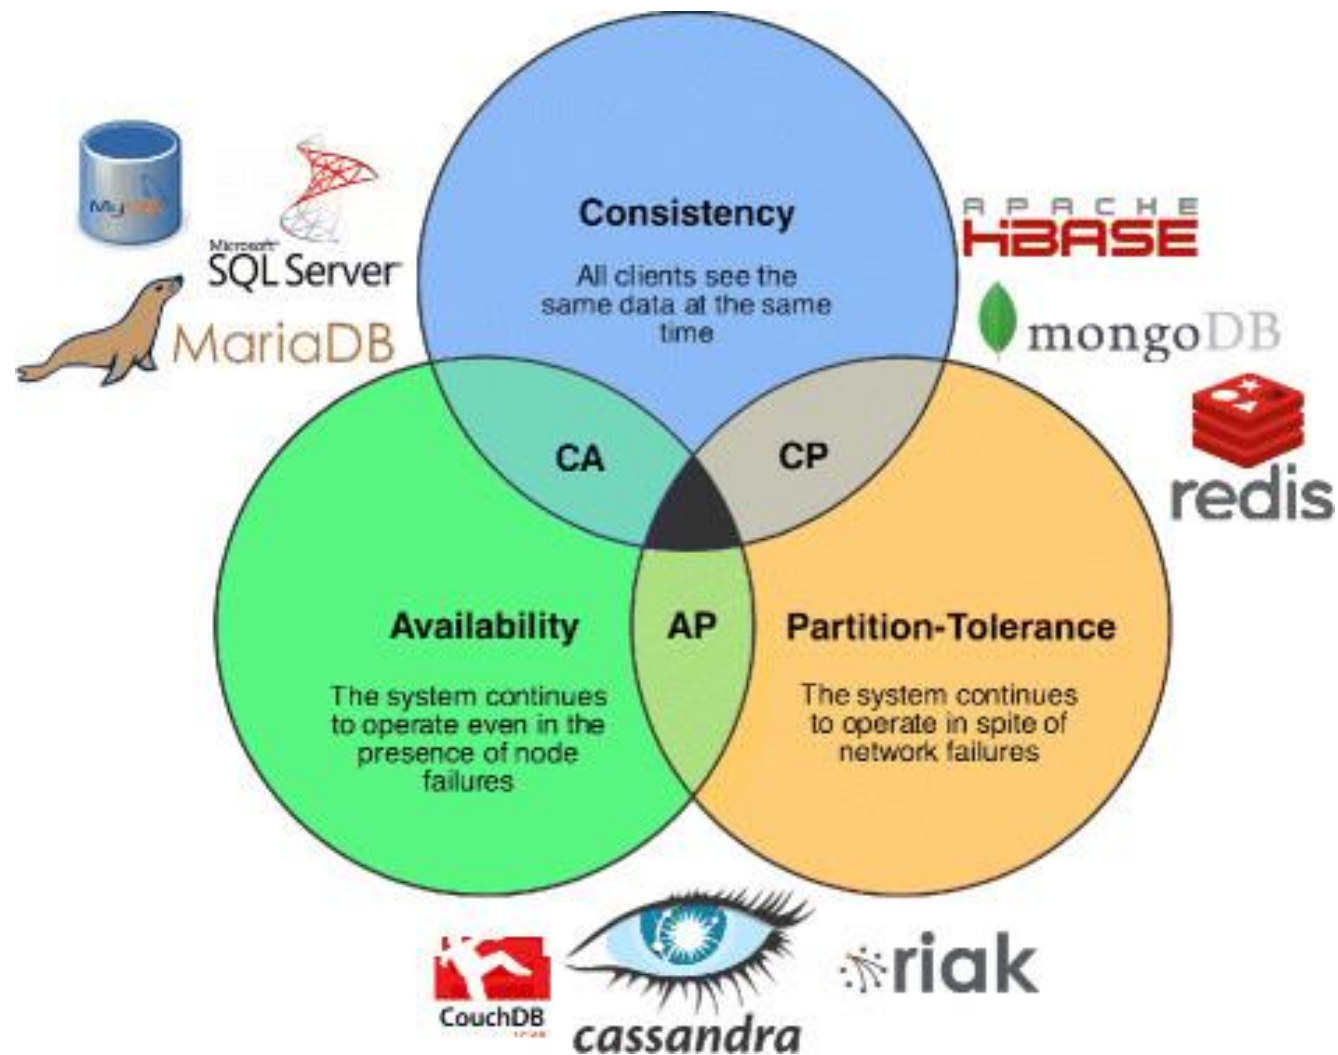 Consistency
All clients see the
same data at the same
time
MySQL
Microsoft
SQL Server
MariaDB
APACHE
HBASE
mongoDB
redis
CA
CP
AP
Availability
The system continues
to operate even in the
presence of node
failures
Partition-Tolerance
The system continues
to operate in spite of
network failures
CouchDB
cassandra
riak